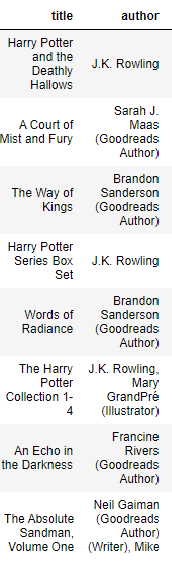 title author
Harry Potter
and the
Deathly
Hallows
J.K. Rowling
A Court of
Mist and Fury
Sarah J.
Maas
(Goodreads
Author)
The Way of
Kings
Brandon
Sanderson
(Goodreads
Author)
Harry Potter
Series Box
Set
J.K. Rowling
Words of
Radiance
Brandon
Sanderson
(Goodreads
Author)
The Harry
Potter
Collection 1-
4
J.K. Rowling,
Mary
GrandPré
(Illustrator)
An Echo in
the Darkness
Francine
Rivers
(Goodreads
Author)
The Absolute
Sandman,
Volume One
Neil Gaiman
(Goodreads
Author)
(Writer), Mike